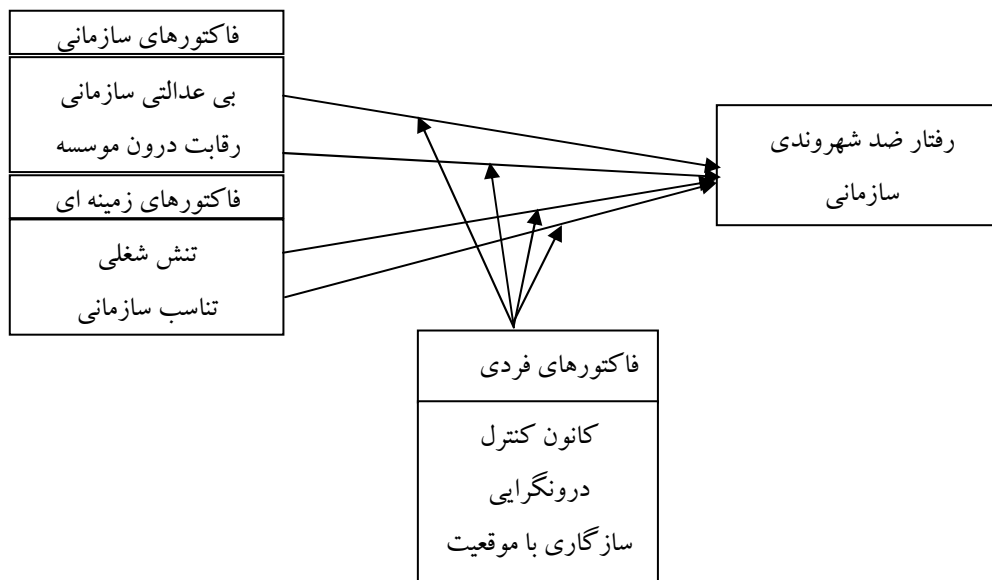 فاکتورهای سازمانی
بی عدالتی سازمانی
رقابت درون موسسه
فاکتورهای زمینه ای
تنش شغلی
تناسب سازمانی
رفتار ضد شهروندی
سازمانی
فاکتورهای فردی
کانون کنترل
درونگرایی
سازگاری با موقعیت